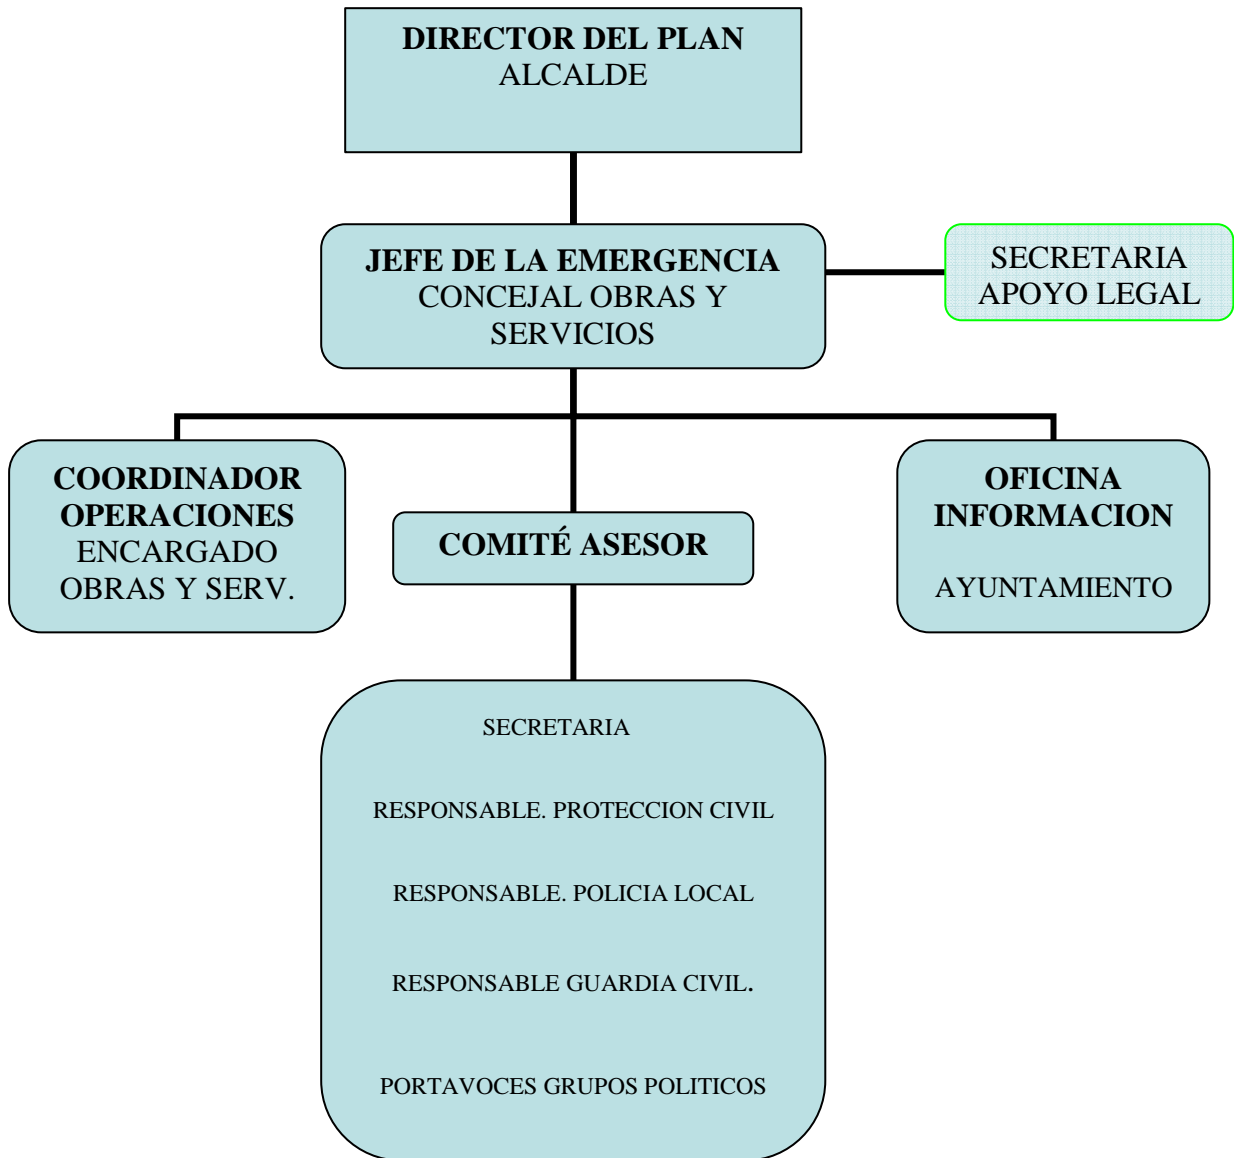 DIRECTOR DEL PLAN
ALCALDE
JEFE DE LA EMERGENCIA
CONCEJAL OBRAS Y
SERVICIOS
SECRETARIA
APOYO LEGAL
COORDINADOR
OPERACIONES
ENCARGADO
OBRAS Y SERV.
COMITÉ ASESOR
OFICINA
INFORMACION
AYUNTAMIENTO
SECRETARIA
RESPONSABLE. PROTECCION CIVIL
RESPONSABLE. POLICIA LOCAL
RESPONSABLE GUARDIA CIVIL.
PORTAVOCES GRUPOS POLITICOS